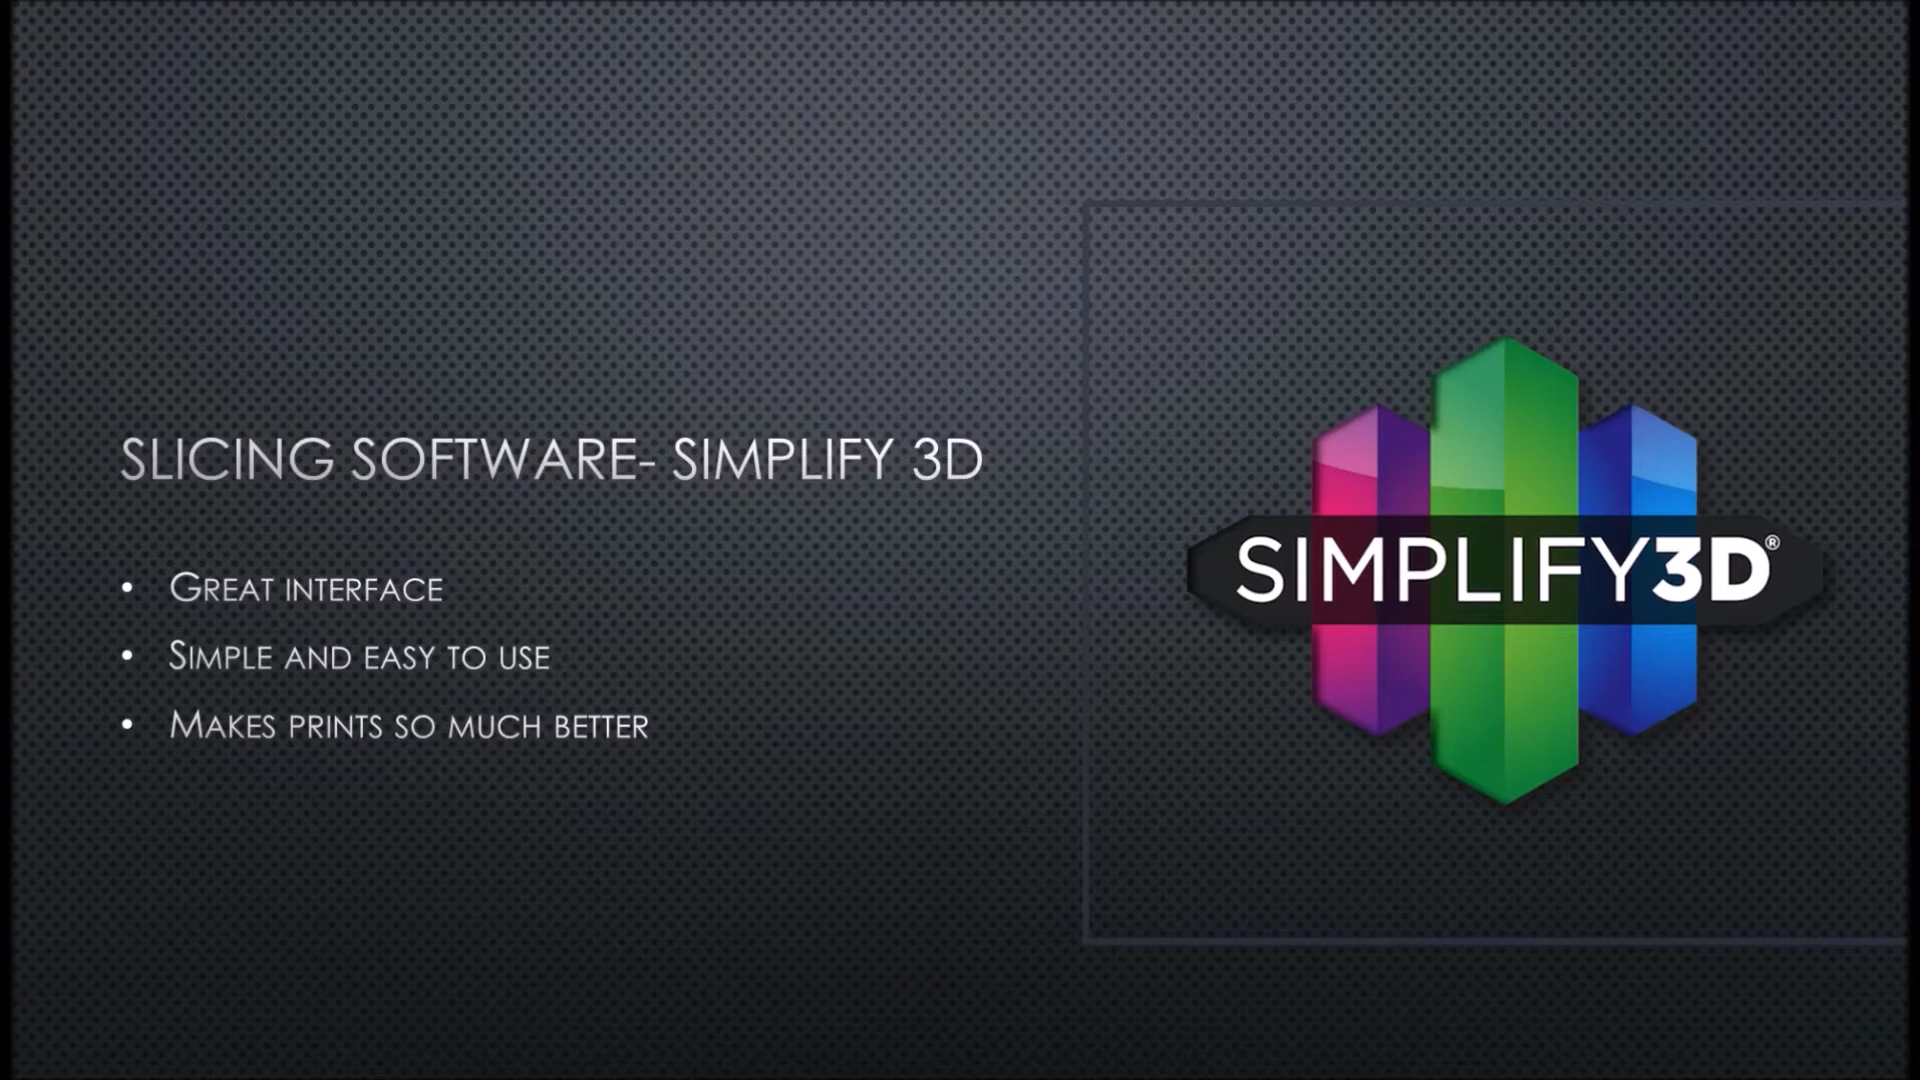 SLICING SOFTWARE- SIMPLIFY 3D
• GREAT INTERFACE
• SIMPLE AND EASY TO USE
• MAKES PRINTS SO MUCH BETTER
SIMPLIFY3D®